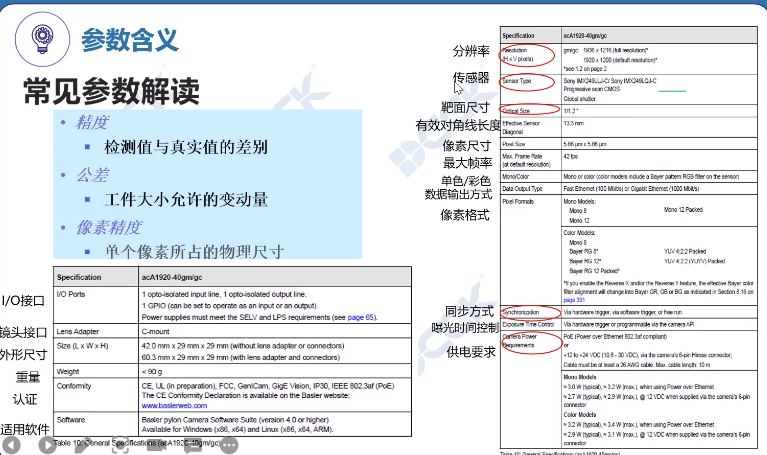 参数含义
常见参数解读
• 精度
▪ 检测值与真实值的差别
• 公差
▪ 工件大小允许的变动量
• 像素精度
▪ 单个像素所占的物理尺寸
Specification acA1920-40gm/gc
I/O接口 I/O Ports 1 opto-isolated input line, 1 opto-isolated output line.
1 GPIO (can be set to operate as an input or an output).
Power supplies must meet the SELV and LPS requirements (see page 65).
镜头接口 Lens Adapter C-mount
外形尺寸 Size (L x W x H) 42.0 mm x 29 mm x 29 mm (without lens adapter or connectors)
60.3 mm x 29 mm x 29 mm (with lens adapter and connectors)
重量 Weight < 90 g
认证 Conformity CE, UL (in preparation), FCC, GenICam, GigE Vision, IP30, IEEE 802.3af (PoE)
The CE Conformity Declaration is available on the Basler website:
www.baslerweb.com
适用软件 Software Basler pylon Camera Software Suite (version 4.0 or higher)
Available for Windows (x86, x64) and Linux (x86, x64, ARM).
Table 10: General Specifications (acA1920-40gm/gc)
Specification acA1920-40gm/gc
分辨率 Resolution (H x V pixels) gm/gc: 1936 x 1216 (full resolution)*
1920 x 1200 (default resolution)*
*see 1.2 on page 2
传感器 Sensor Type Sony IMX249LLJ-C/ Sony IMX249LQJ-C
Progressive scan CMOS
Global shutter
靶面尺寸 Optical Size 1/1.2"
有效对角线长度 Effective Sensor Diagonal 13.3 mm
像素尺寸 Pixel Size 5.86 µm x 5.86 µm
最大帧率 Max. Frame Rate (at default resolution) 42 fps
单色/彩色 Mono/Color Mono or color (color models include a Bayer pattern RGB filter on the sensor)
数据输出方式 Data Output Type Fast Ethernet (100 Mbit/s) or Gigabit Ethernet (1000 Mbit/s)
像素格式 Pixel Formats Mono Models:
Mono 8 Mono 12 Packed
Mono 12
Color Models:
Mono 8
Bayer RG 8* YUV 4:2:2 Packed
Bayer RG 12* YUV 4:2:2 (YUYV) Packed
Bayer RG 12 Packed*
*If you enable the Reverse X and/or the Reverse Y feature, the effective Bayer
color filter alignment will change into Bayer GR, GB or BG as indicated in Section 8.16 on
page 331.
同步方式 Synchronization Via hardware trigger, via software trigger, or free run
曝光时间控制 Exposure Time Control Via hardware trigger or programmable via the camera API
供电要求 Camera Power Requirements PoE (Power over Ethernet 802.3af compliant)
or
+12 to +24 VDC (10.8 - 30 VDC), via the camera's 6-pin Hirose connector;
Cable must be at least a 26 AWG cable. Max. cable length: 10 m
Mono Models
≈ 3.0 W (typical), ≈ 3.2 W (max.), when using Power over Ethernet
≈ 2.7 W (typical), ≈ 2.9 W (max.), @ 12 VDC when supplied via the camera's 6-pin
connector
Color Models
≈ 3.2 W (typical), ≈ 3.4 W (max.), when using Power over Ethernet
≈ 2.9 W (typical), ≈ 3.1 W (max.), @ 12 VDC when supplied via the camera's 6-pin
connector
Table 10: General Specifications (acA1920-40gm/gc)